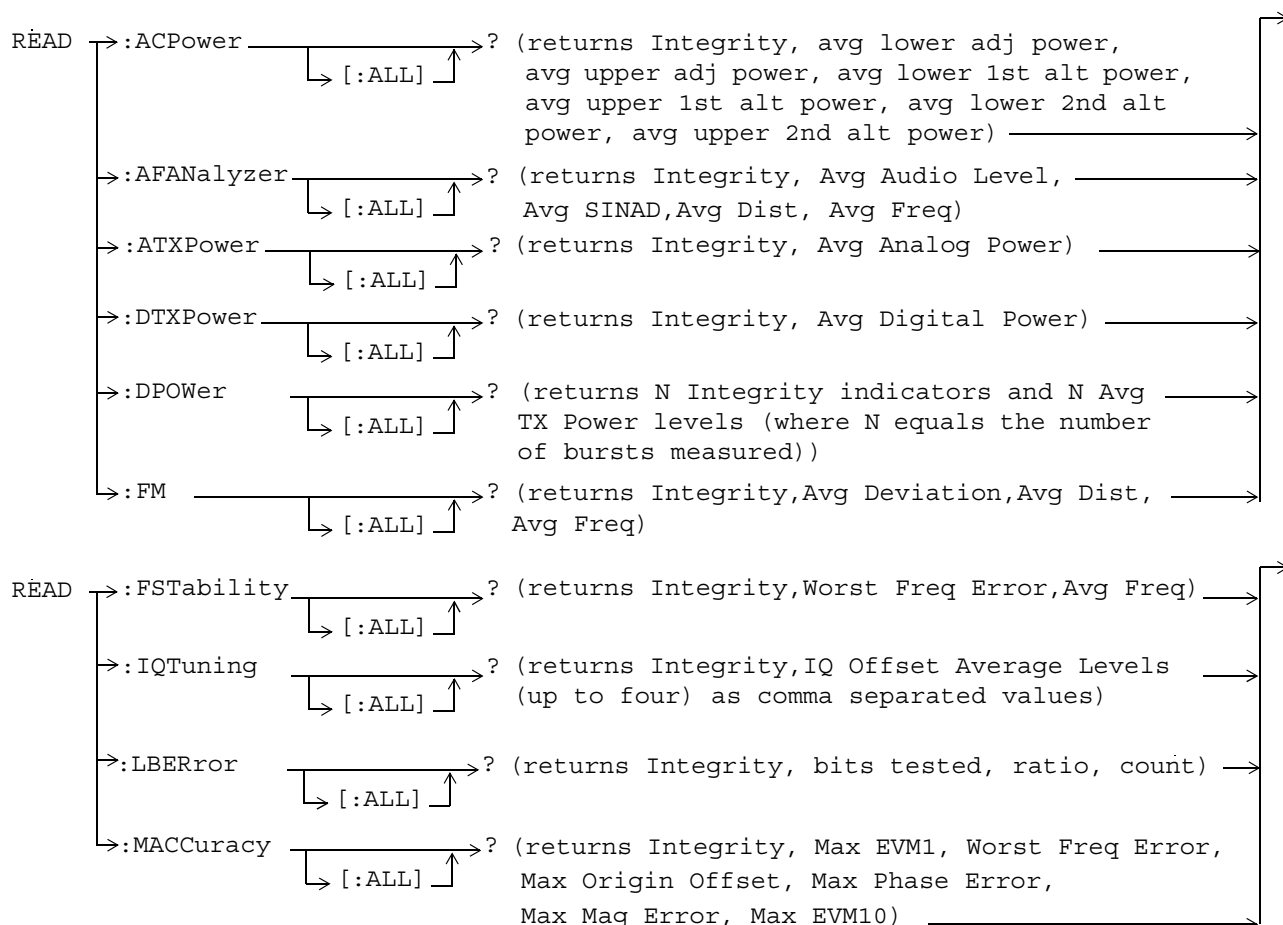 READ :ACPower ? (returns Integrity, avg lower adj power,
[:ALL] avg upper adj power, avg lower 1st alt power,
avg upper 1st alt power, avg lower 2nd alt
power, avg upper 2nd alt power)
:AFANalyzer ? (returns Integrity, Avg Audio Level,
[:ALL] Avg SINAD,Avg Dist, Avg Freq)
:ATXPower ? (returns Integrity, Avg Analog Power)
[:ALL]
:DTXPower ? (returns Integrity, Avg Digital Power)
[:ALL]
:DPOWer ? (returns N Integrity indicators and N Avg
[:ALL] TX Power levels (where N equals the number
of bursts measured))
:FM ? (returns Integrity,Avg Deviation,Avg Dist,
[:ALL] Avg Freq)
READ :FSTability ? (returns Integrity,Worst Freq Error,Avg Freq)
[:ALL]
:IQTuning ? (returns Integrity,IQ Offset Average Levels
[:ALL] (up to four) as comma separated values)
:LBERror ? (returns Integrity, bits tested, ratio, count)
[:ALL]
:MACCuracy ? (returns Integrity, Max EVM1, Worst Freq Error,
[:ALL] Max Origin Offset, Max Phase Error,
Max Mag Error, Max EVM10)